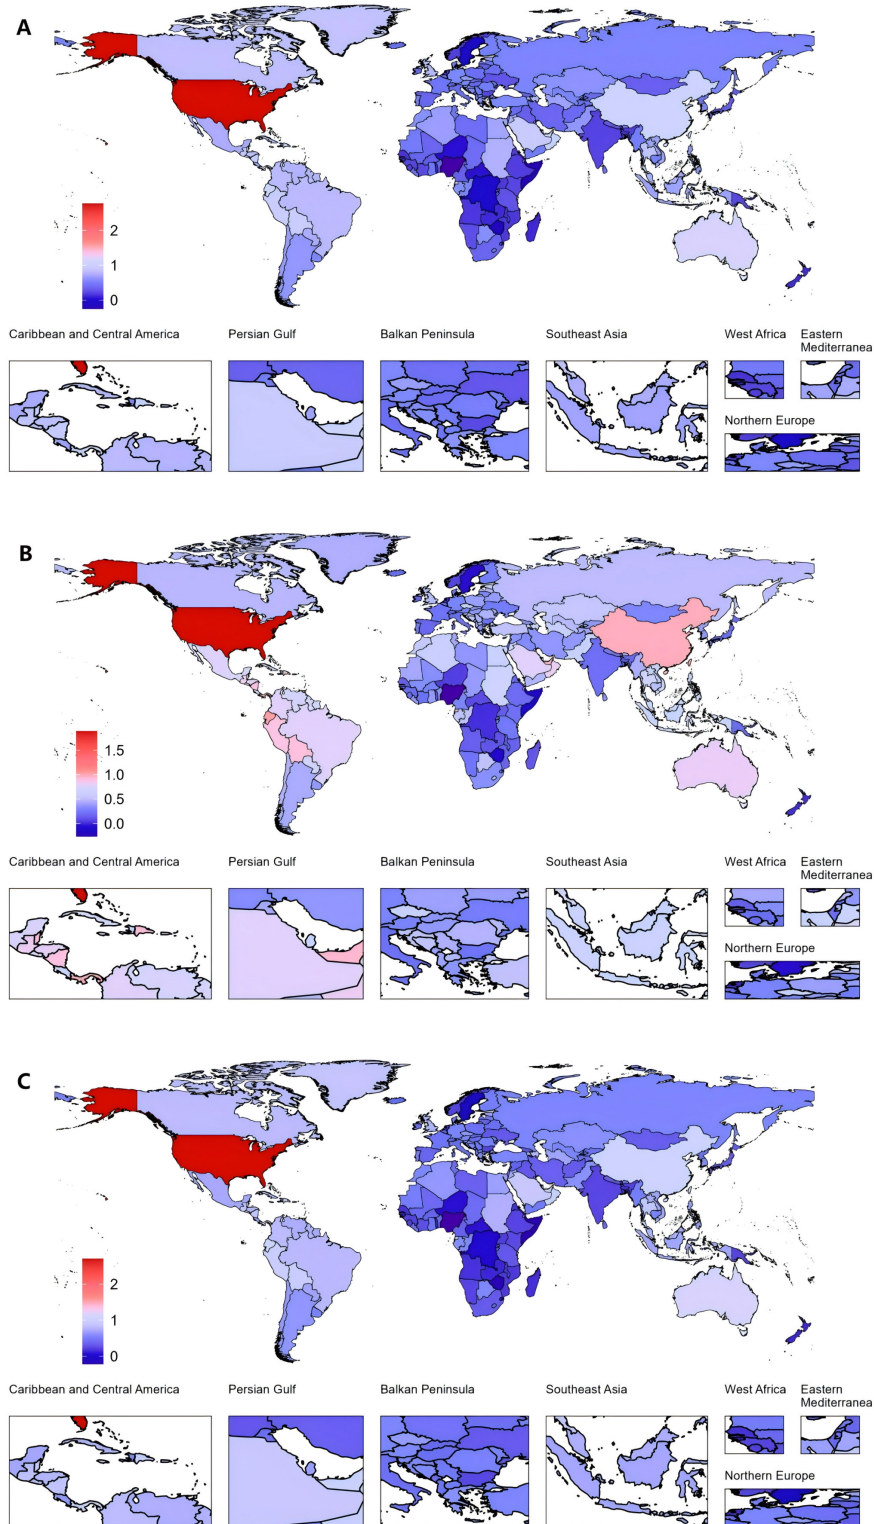 A
2
1
0
Caribbean and Central America
Persian Gulf
Balkan Peninsula
Southeast Asia
West Africa
Eastern
Mediterranea
Northern Europe
B
1.5
1.0
0.5
0.0
Caribbean and Central America
Persian Gulf
Balkan Peninsula
Southeast Asia
West Africa
Eastern
Mediterranea
Northern Europe
C
2
1
0
Caribbean and Central America
Persian Gulf
Balkan Peninsula
Southeast Asia
West Africa
Eastern
Mediterranea
Northern Europe